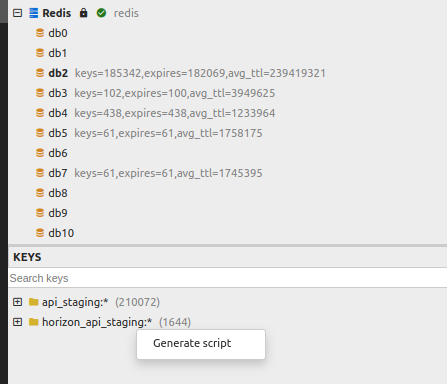 Redis redis
db0
db1
db2 keys=185342,expires=182069,avg_ttl=239419321
db3 keys=102,expires=100,avg_ttl=3949625
db4 keys=438,expires=438,avg_ttl=1233964
db5 keys=61,expires=61,avg_ttl=1758175
db6
db7 keys=61,expires=61,avg_ttl=1745395
db8
db9
db10
KEYS
Search keys
api_staging:* (210072)
horizon_api_staging:* (1644)
Generate script